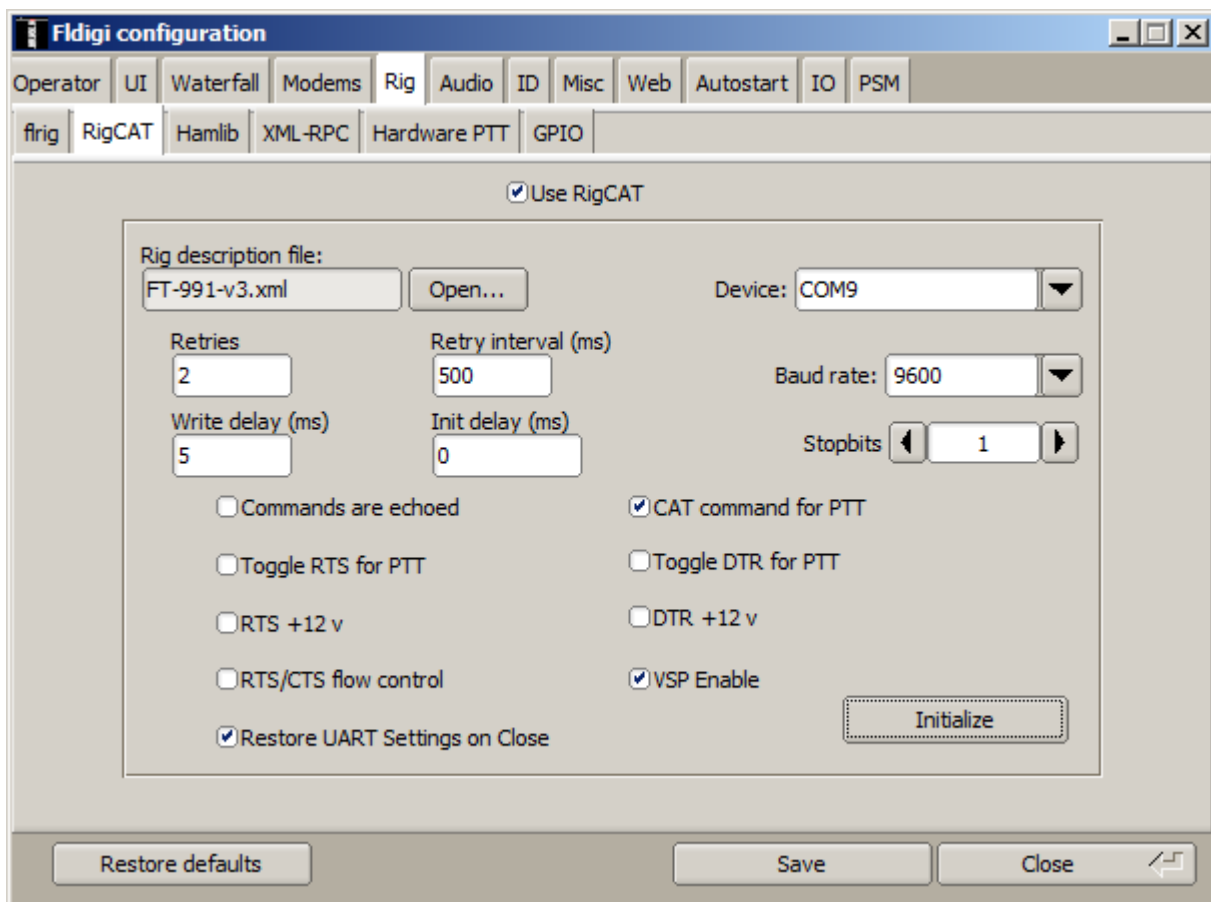 Fldigi configuration
Operator UI Waterfall Modems Rig Audio ID Misc Web Autostart IO PSM
flrig RigCAT Hamlib XML-RPC Hardware PTT GPIO
Use RigCAT
Rig description file:
FT-991-v3.xml Open... Device: COM9
Retries Retry interval (ms)
2 500 Baud rate: 9600
Write delay (ms) Init delay (ms)
5 0 Stopbits 1
Commands are echoed CAT command for PTT
Toggle RTS for PTT Toggle DTR for PTT
RTS +12 v DTR +12 v
RTS/CTS flow control VSP Enable
Initialize
Restore UART Settings on Close
Restore defaults Save Close